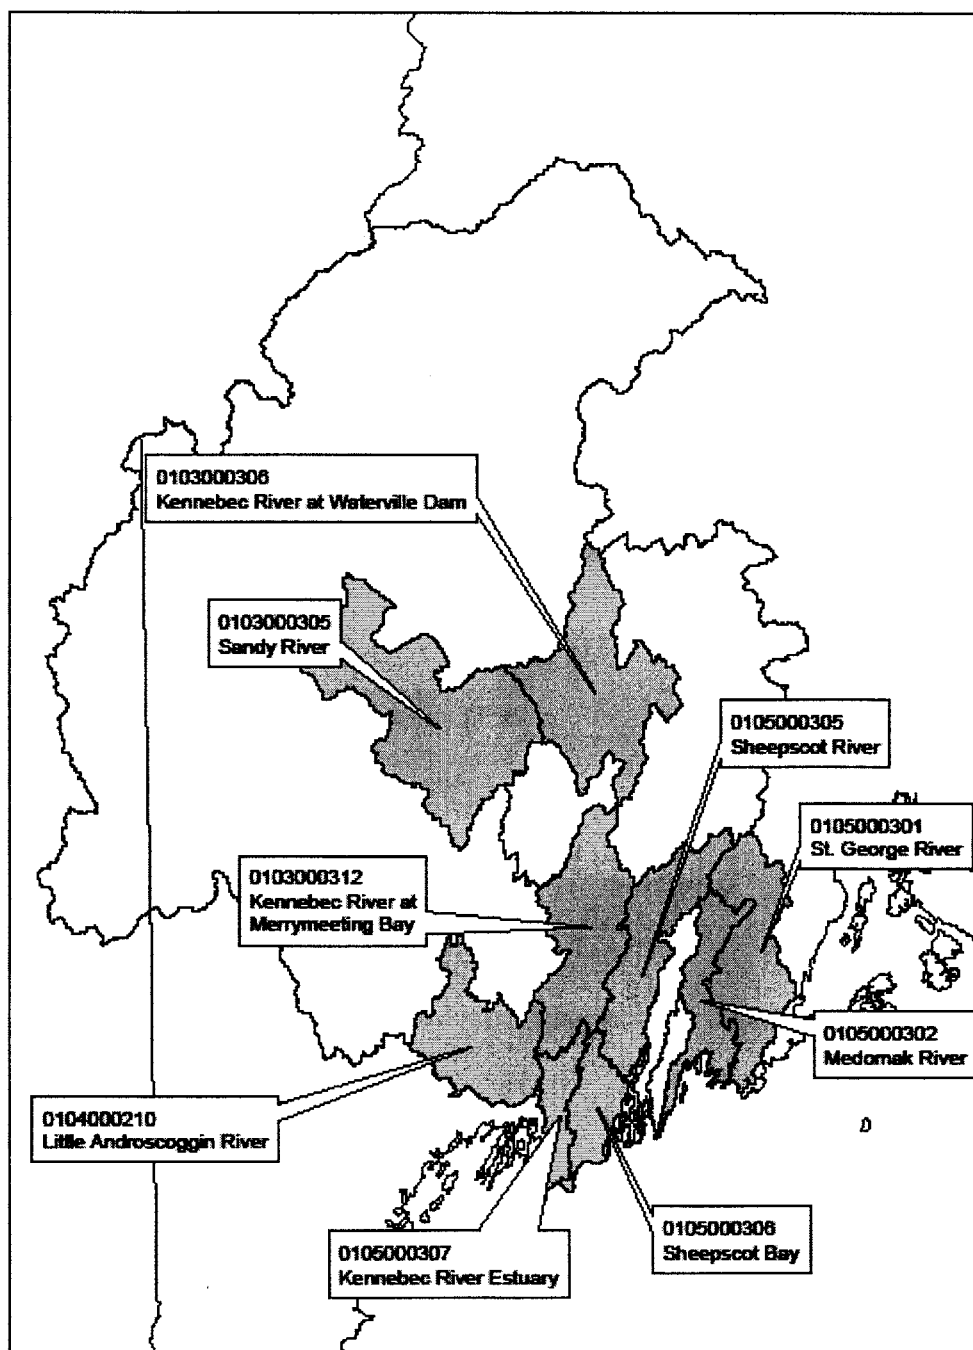 0103000306
Kennebec River at Waterville Dam
0103000305
Sandy River
0105000305
Sheepscot River
0105000301
St. George River
0103000312
Kennebec River at
Merrymeeting Bay
0105000302
Medomak River
0104000210
Little Androscoggin River
0105000307
Kennebec River Estuary
0105000306
Sheepscot Bay